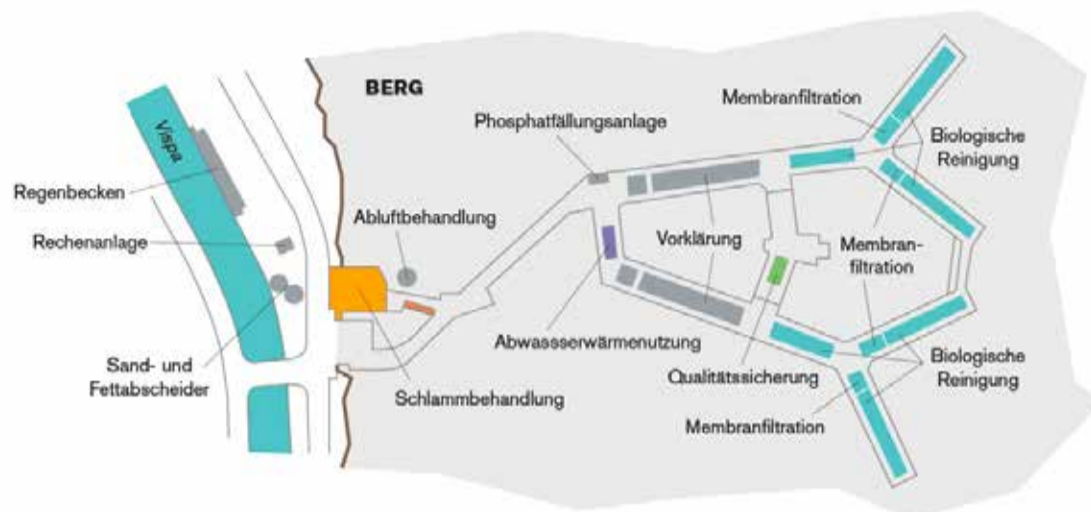 BERG
Vispa
Regenbecken
Rechenanlage
Sand- und
Fettabscheider
Abluftbehandlung
Schlammbehandlung
Phosphatfällungsanlage
Vorklärung
Abwassserwärmenutzung
Qualitätssicherung
Membranfiltration
Biologische
Reinigung
Membran-
filtration
Biologische
Reinigung
Membranfiltration